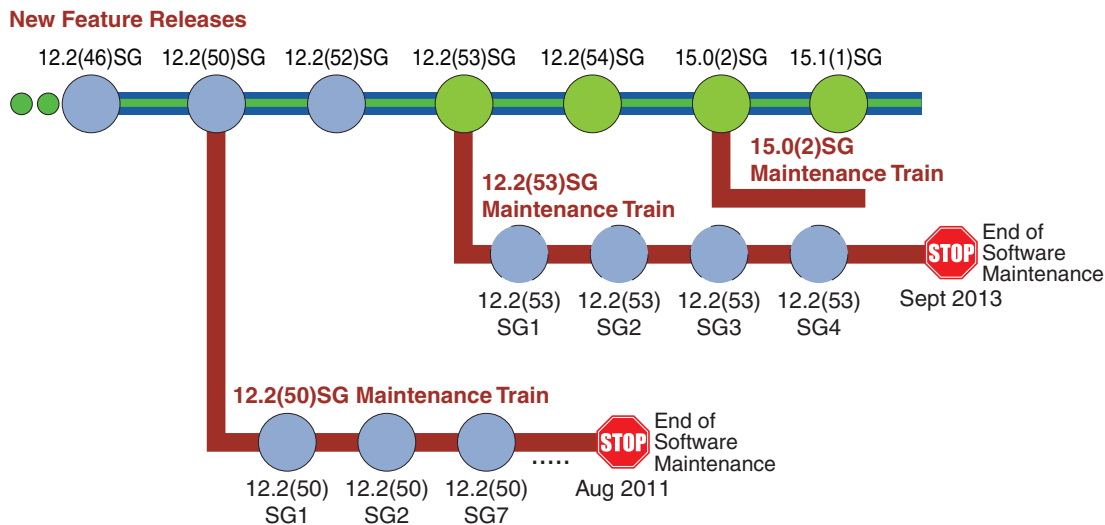 New Feature Releases
12.2(46)SG 12.2(50)SG 12.2(52)SG 12.2(53)SG 12.2(54)SG 15.0(2)SG 15.1(1)SG
15.0(2)SG
Maintenance Train
12.2(53)SG
Maintenance Train
STOP
End of
Software
Maintenance
Sept 2013
12.2(53) 12.2(53) 12.2(53) 12.2(53)
SG1 SG2 SG3 SG4
12.2(50)SG Maintenance Train
STOP
End of
Software
Maintenance
.....
12.2(50) 12.2(50) 12.2(50) Aug 2011
SG1 SG2 SG7